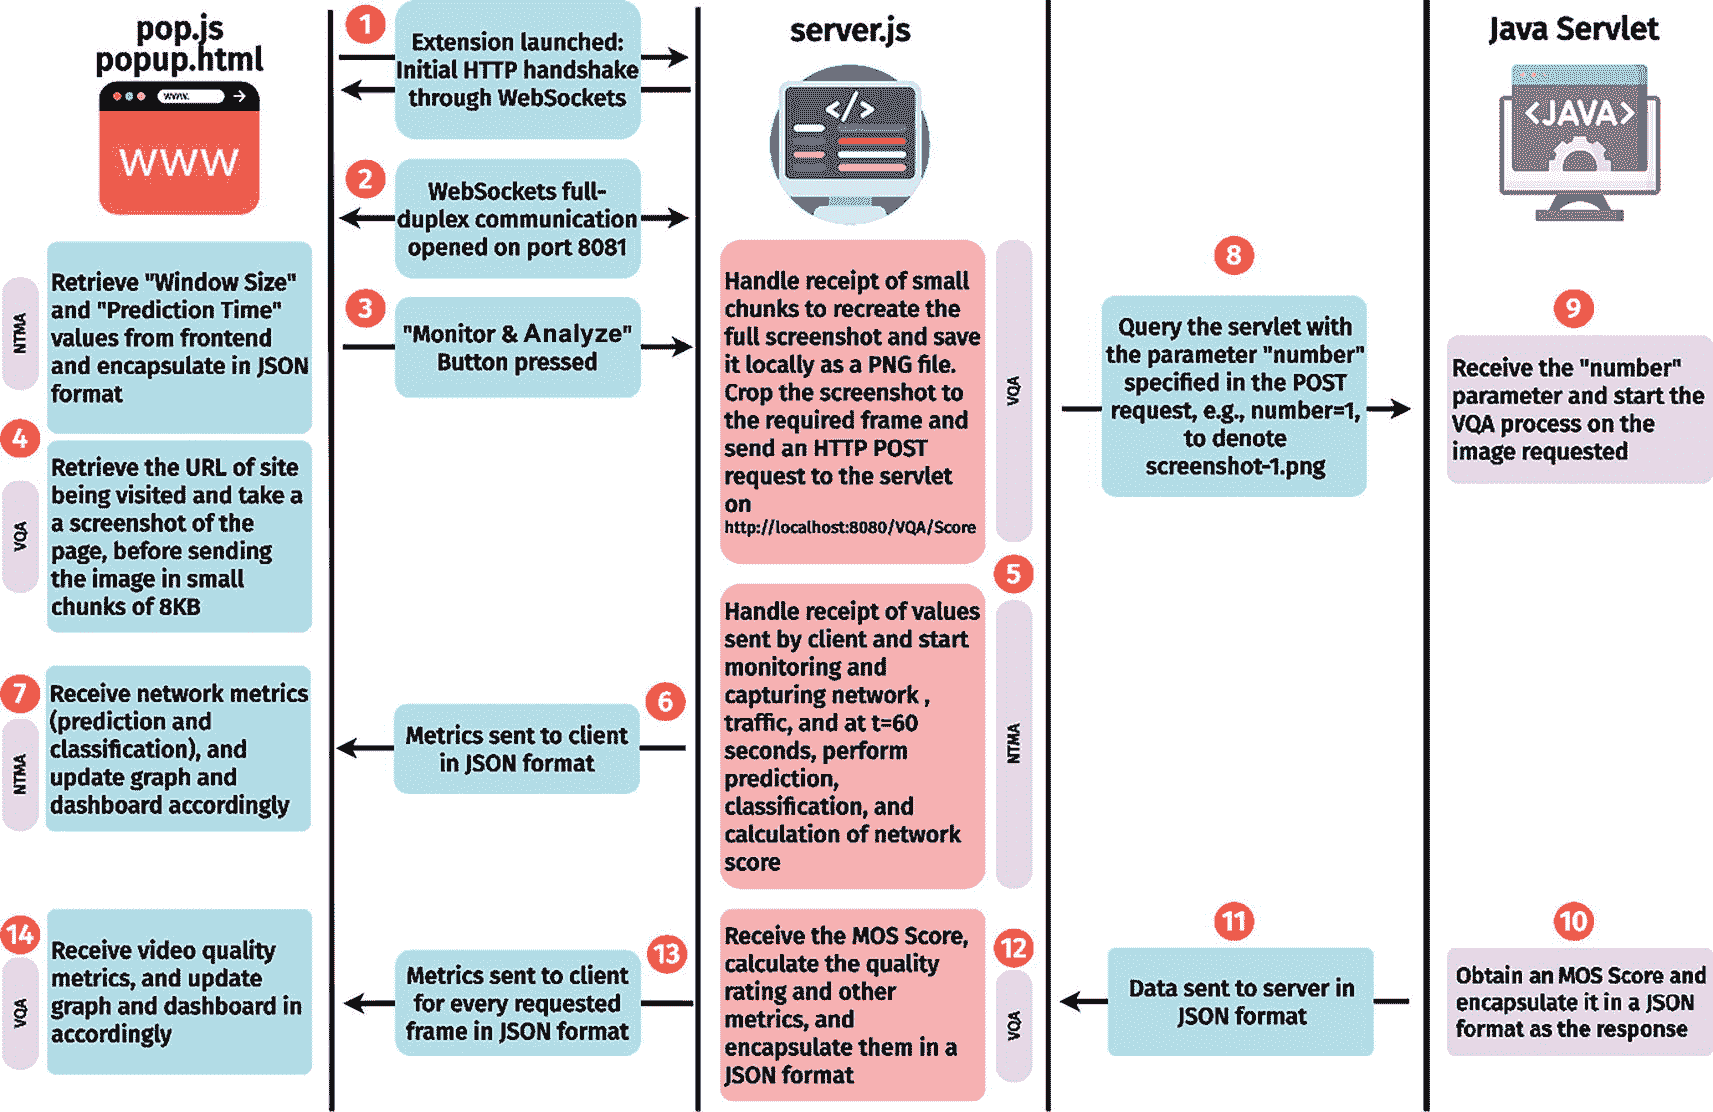 pop.js
popup.html
www.
WWW
NTMA
Retrieve "Window Size"
and "Prediction Time"
values from frontend
and encapsulate in JSON
format
4
VQA
Retrieve the URL of site
being visited and take a
a screenshot of the
page, before sending
the image in small
chunks of 8KB
7
NTMA
Receive network metrics
(prediction and
classification), and
update graph and
dashboard accordingly
14
VQA
Receive video quality
metrics, and update
graph and dashboard in
accordingly
1
Extension launched:
Initial HTTP handshake
through WebSockets
2
WebSockets full-
duplex communication
opened on port 8081
3
"Monitor & Analyze"
Button pressed
6
Metrics sent to client
in JSON format
13
Metrics sent to client
for every requested
frame in JSON format
server.js
</>
Handle receipt of small
chunks to recreate the
full screenshot and save
it locally as a PNG file.
Crop the screenshot to
the required frame and
send an HTTP POST
request to the servlet
on
http://localhost:8080/VQA/Score
VQA
5
Handle receipt of values
sent by client and start
monitoring and
capturing network ,
traffic, and at t=60
seconds, perform
prediction,
classification, and
calculation of network
score
NTMA
Receive the MOS Score,
calculate the quality
rating and other
metrics, and
encapsulate them in a
JSON format
12
VQA
8
Query the servlet with
the parameter "number"
specified in the POST
request, e.g., number=1,
to denote
screenshot-1.png
11
Data sent to server in
JSON format
Java Servlet
<JAVA>
9
Receive the "number"
parameter and start the
VQA process on the
image requested
10
Obtain an MOS Score and
encapsulate it in a JSON
format as the response